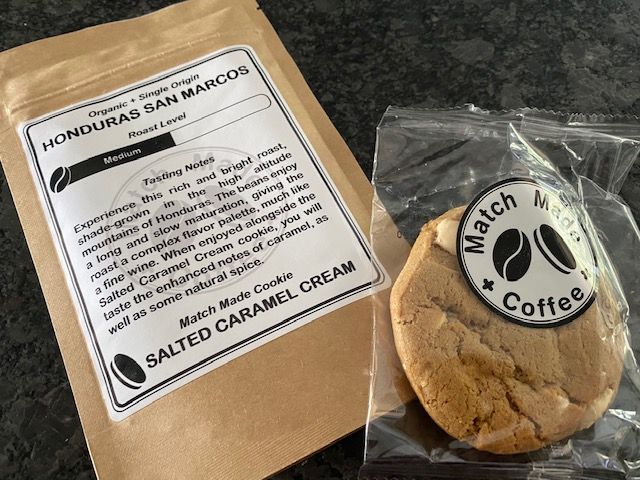 Organic + Single Origin
HONDURAS SAN MARCOS
Roast Level
Medium
Tasting Notes
Experience this rich and bright roast,
shade-grown in the high altitude
mountains of Honduras. The beans enjoy
a long and slow maturation, giving the
roast a complex flavor palette, much like
a fine wine. When enjoyed alongside the
Salted Caramel Cream cookie, you will
taste the enhanced notes of caramel, as
well as some natural spice.
Match Made Cookie
SALTED CARAMEL CREAM
Match Made
Coffee